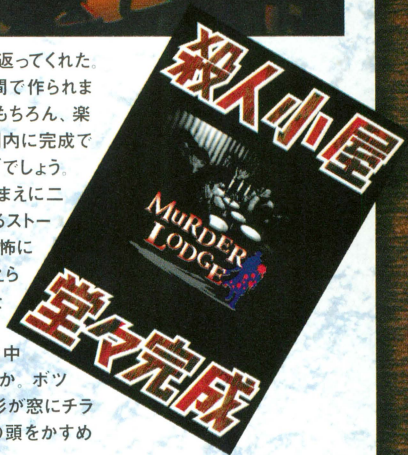 返ってくれた。
間で作られま
もちろん、楽
内に完成で
でしょう。
まえに二
るストー
怖に
ら
中
か。ボツ
影が窓にチラ
頭をかすめ
殺人小屋
MURDER
LODGE
堂々完成